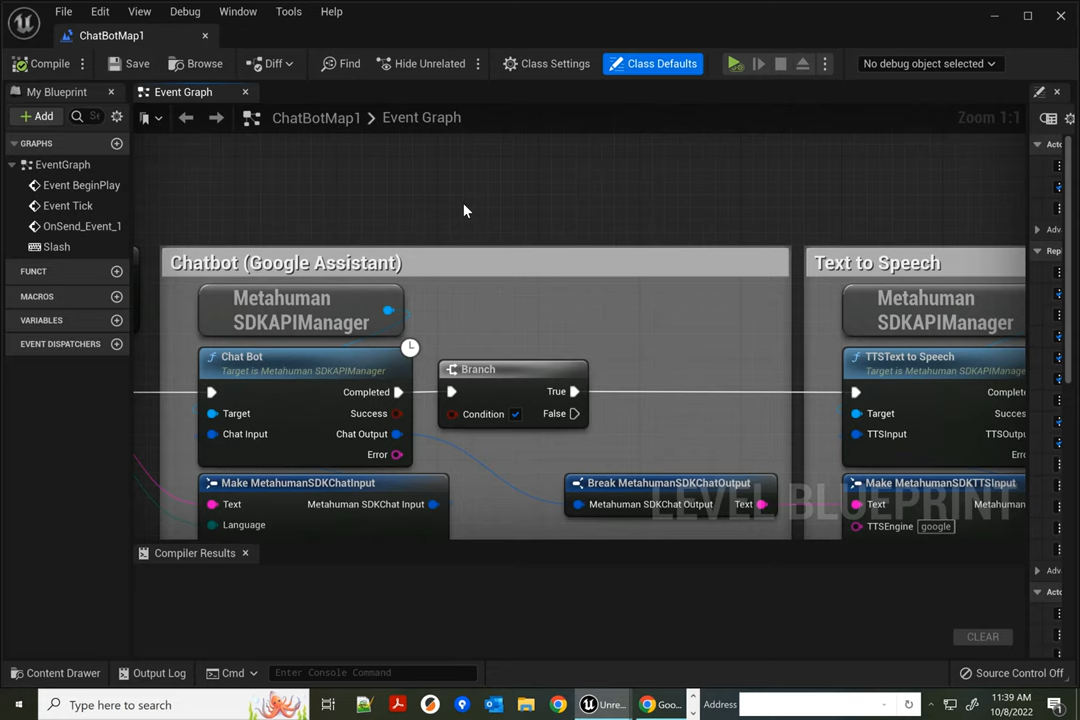 File Edit View Debug Window Tools Help
ChatBotMap1
Compile Save Browse Diff Find Hide Unrelated Class Settings Class Defaults No debug object selected
My Blueprint Event Graph
Add
ChatBotMap1 Event Graph Zoom 1:1
GRAPHS
EventGraph
Event BeginPlay
Event Tick
OnSend_Event_1
Slash
FUNCT
MACROS
VARIABLES
EVENT DISPATCHERS
Chatbot (Google Assistant)
Metahuman
SDKAPIManager
Chat Bot
Target is Metahuman SDKAPIManager
Completed
Target Success
Chat Input Chat Output
Error
Branch
True
Condition False
Make MetahumanSDKChatInput
Text Metahuman SDKChat Input
Language
Break MetahumanSDKChatOutput
Metahuman SDKChat Output Text
Text to Speech
Metahuman
SDKAPIManager
TTSText to Speech
Target is Metahuman SDKAPIManager
Complete
Target Succes
TTSInput TTSOutpu
Erro
Make MetahumanSDKTTSInput
Text Metahuman
TTSEngine google
LEVEL BLUEPRINT
Acto
Adv
Repl
Adv
Acto
Compiler Results
CLEAR
Content Drawer Output Log Cmd Enter Console Command Source Control Off
Type here to search Unre... Goo... Address 11:39 AM
10/8/2022